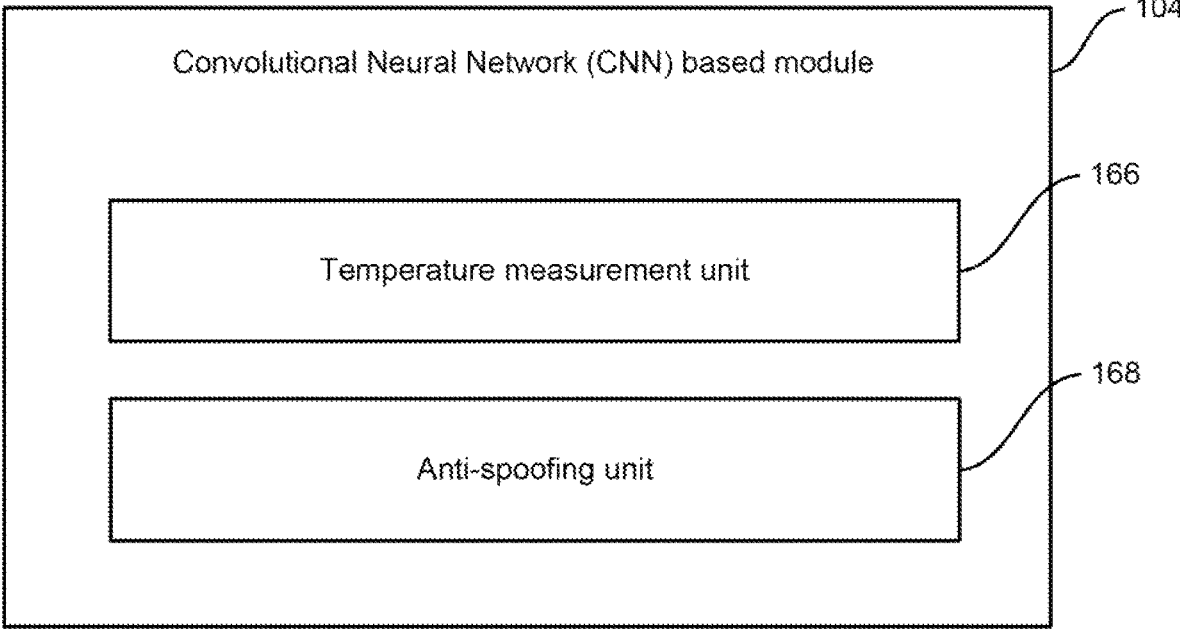 104
Convolutional Neural Network (CNN) based module
166
Temperature measurement unit
168
Anti-spoofing unit